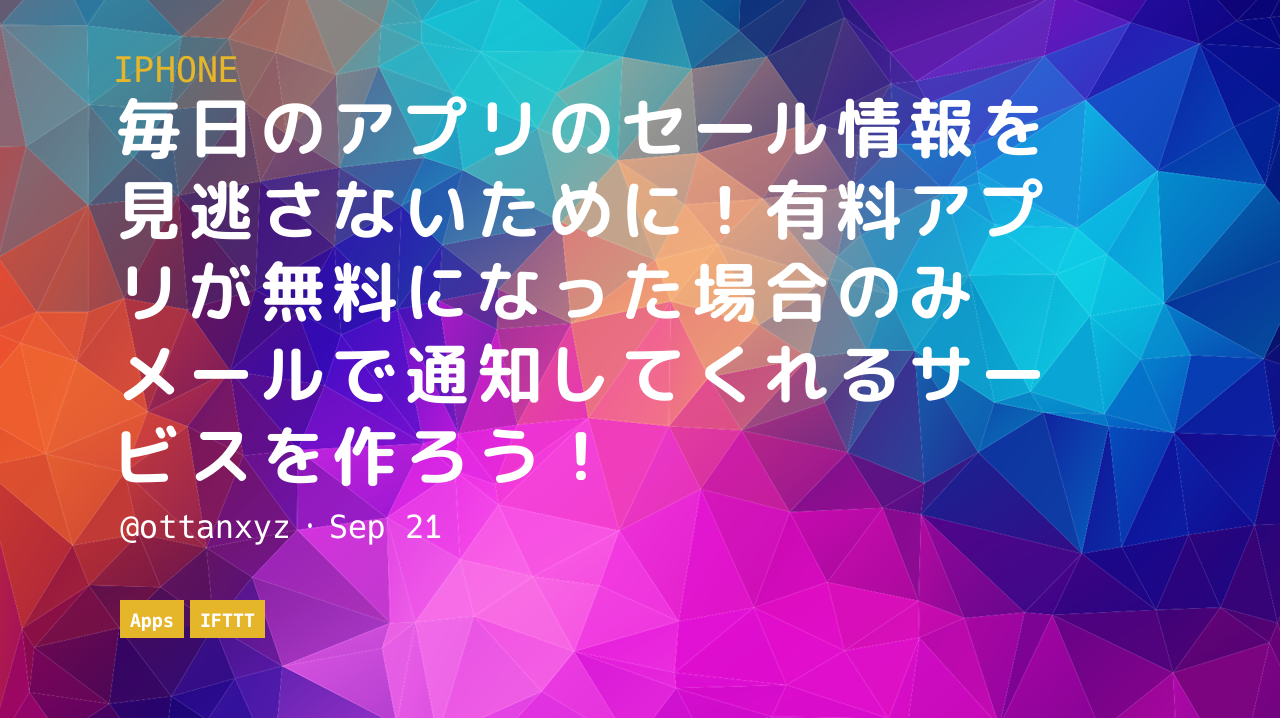 IPHONE
毎日のアプリのセール情報を
見逃さないために！有料アプ
リが無料になった場合のみ
メールで通知してくれるサー
ビスを作ろう！
@ottanxyz · Sep 21
Apps IFTTT